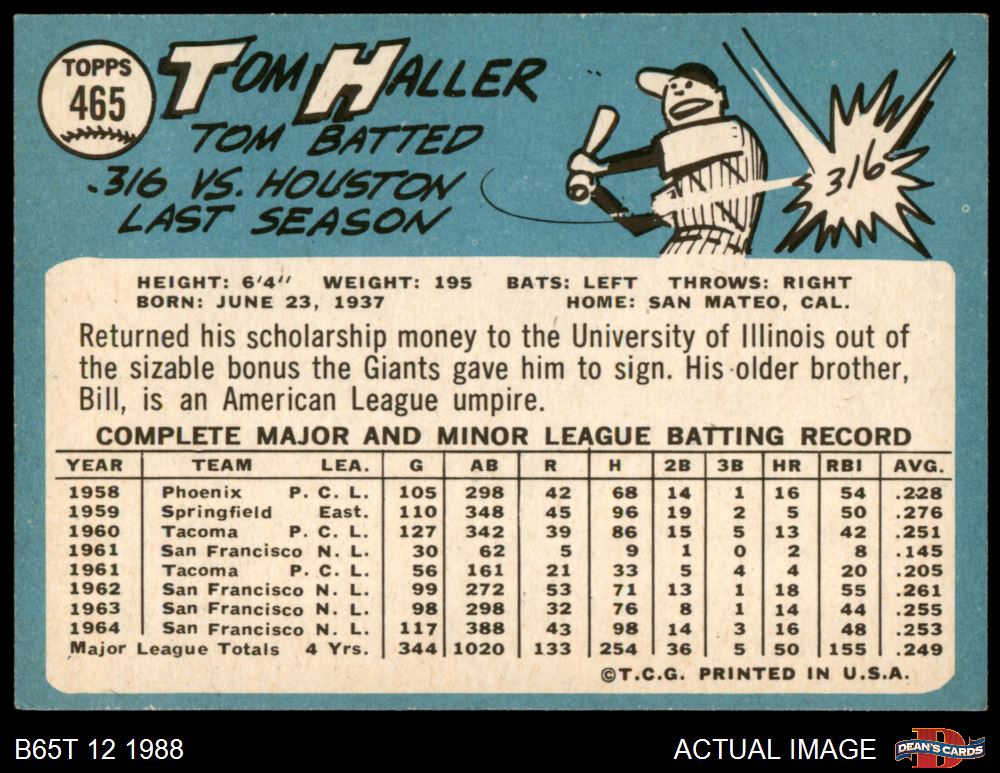 TOPPS
465
TOM HALLER
TOM BATTED
.316 VS. HOUSTON
LAST SEASON
316
HEIGHT: 6'4" WEIGHT: 195 BATS: LEFT THROWS: RIGHT
BORN: JUNE 23, 1937 HOME: SAN MATEO, CAL.
Returned his scholarship money to the University of Illinois out of
the sizable bonus the Giants gave him to sign. His older brother,
Bill, is an American League umpire.
COMPLETE MAJOR AND MINOR LEAGUE BATTING RECORD
YEAR TEAM LEA. G AB R H 2B 3B HR RBI AVG.
1958 Phoenix P. C. L. 105 298 42 68 14 1 16 54 .228
1959 Springfield East. 110 348 45 96 19 2 5 50 .276
1960 Tacoma P. C. L. 127 342 39 86 15 5 13 42 .251
1961 San Francisco N. L. 30 62 5 9 1 0 2 8 .145
1961 Tacoma P. C. L. 56 161 21 33 5 4 4 20 .205
1962 San Francisco N. L. 99 272 53 71 13 1 18 55 .261
1963 San Francisco N. L. 98 298 32 76 8 1 14 44 .255
1964 San Francisco N. L. 117 388 43 98 14 3 16 48 .253
Major League Totals 4 Yrs. 344 1020 133 254 36 5 50 155 .249
©T.C.G. PRINTED IN U.S.A.
B65T 12 1988 ACTUAL IMAGE
D
DEAN'S CARDS